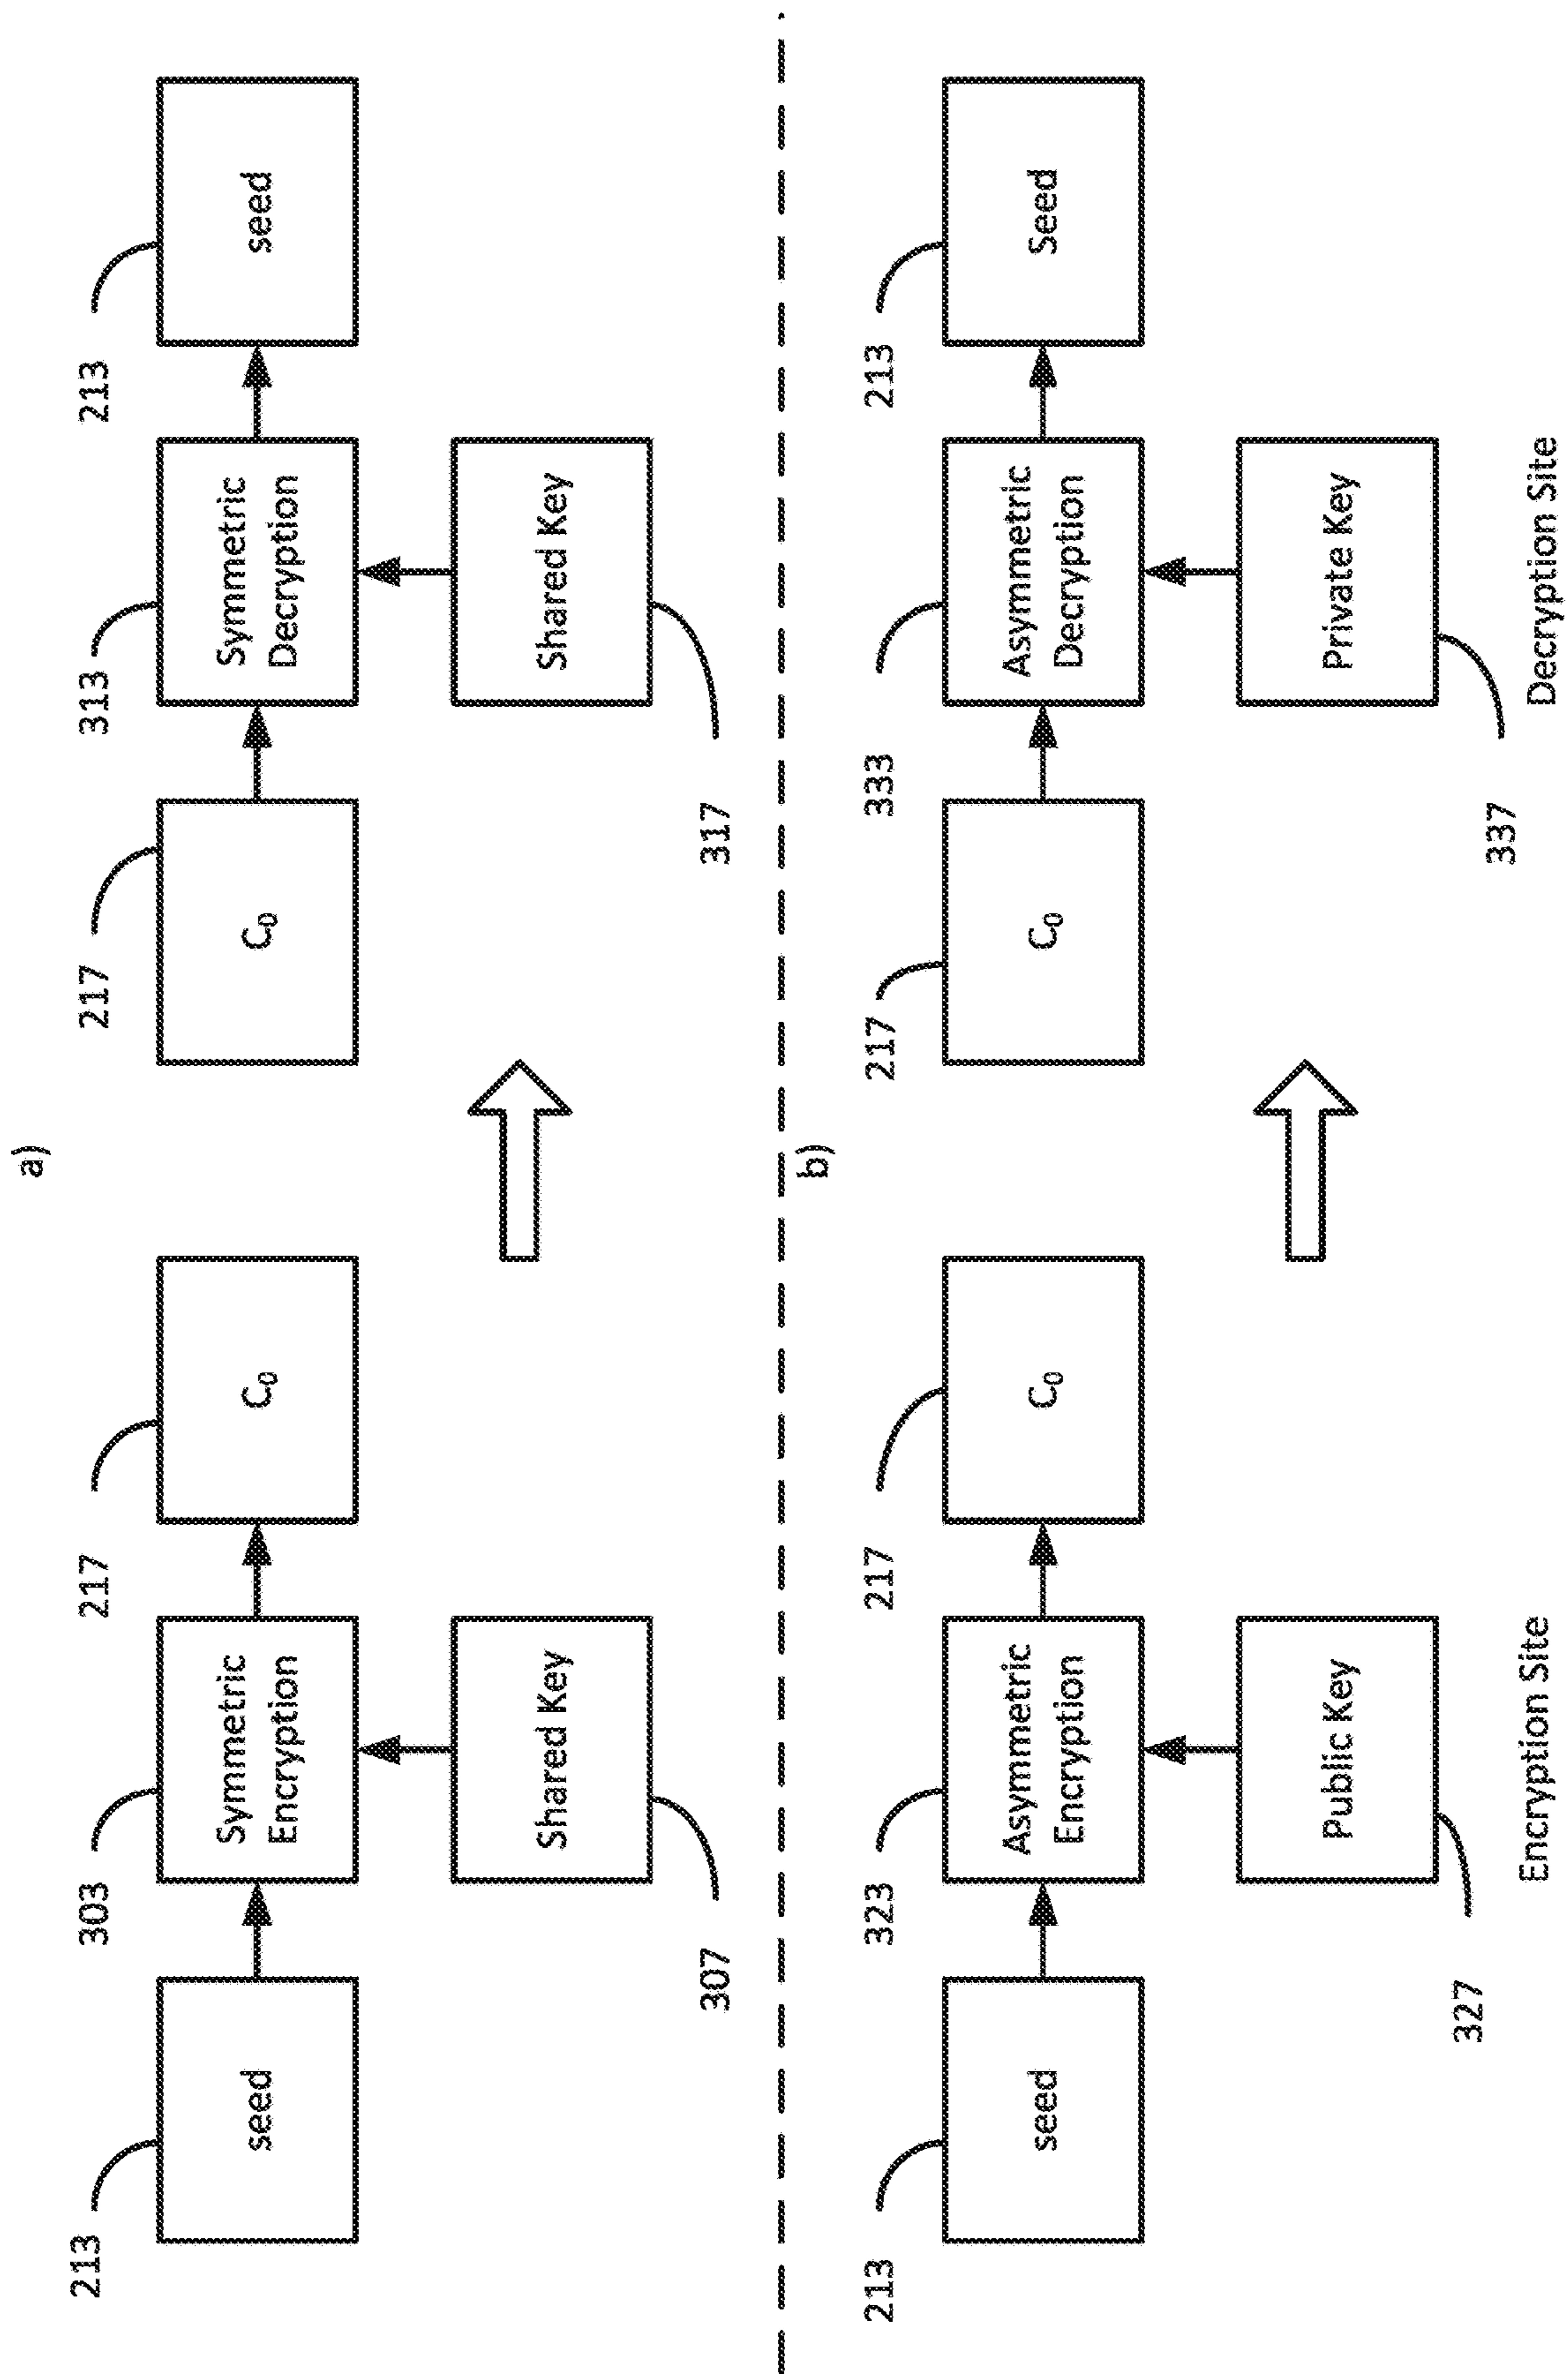 a)
213
303
217
217
313
213
seed
Symmetric
Encryption
C₀
C₀
Symmetric
Decryption
seed
Shared Key
Shared Key
307
317
b)
213
323
217
217
333
213
seed
Asymmetric
Encryption
C₀
C₀
Asymmetric
Decryption
Seed
Public Key
Private Key
327
337
Encryption Site
Decryption Site